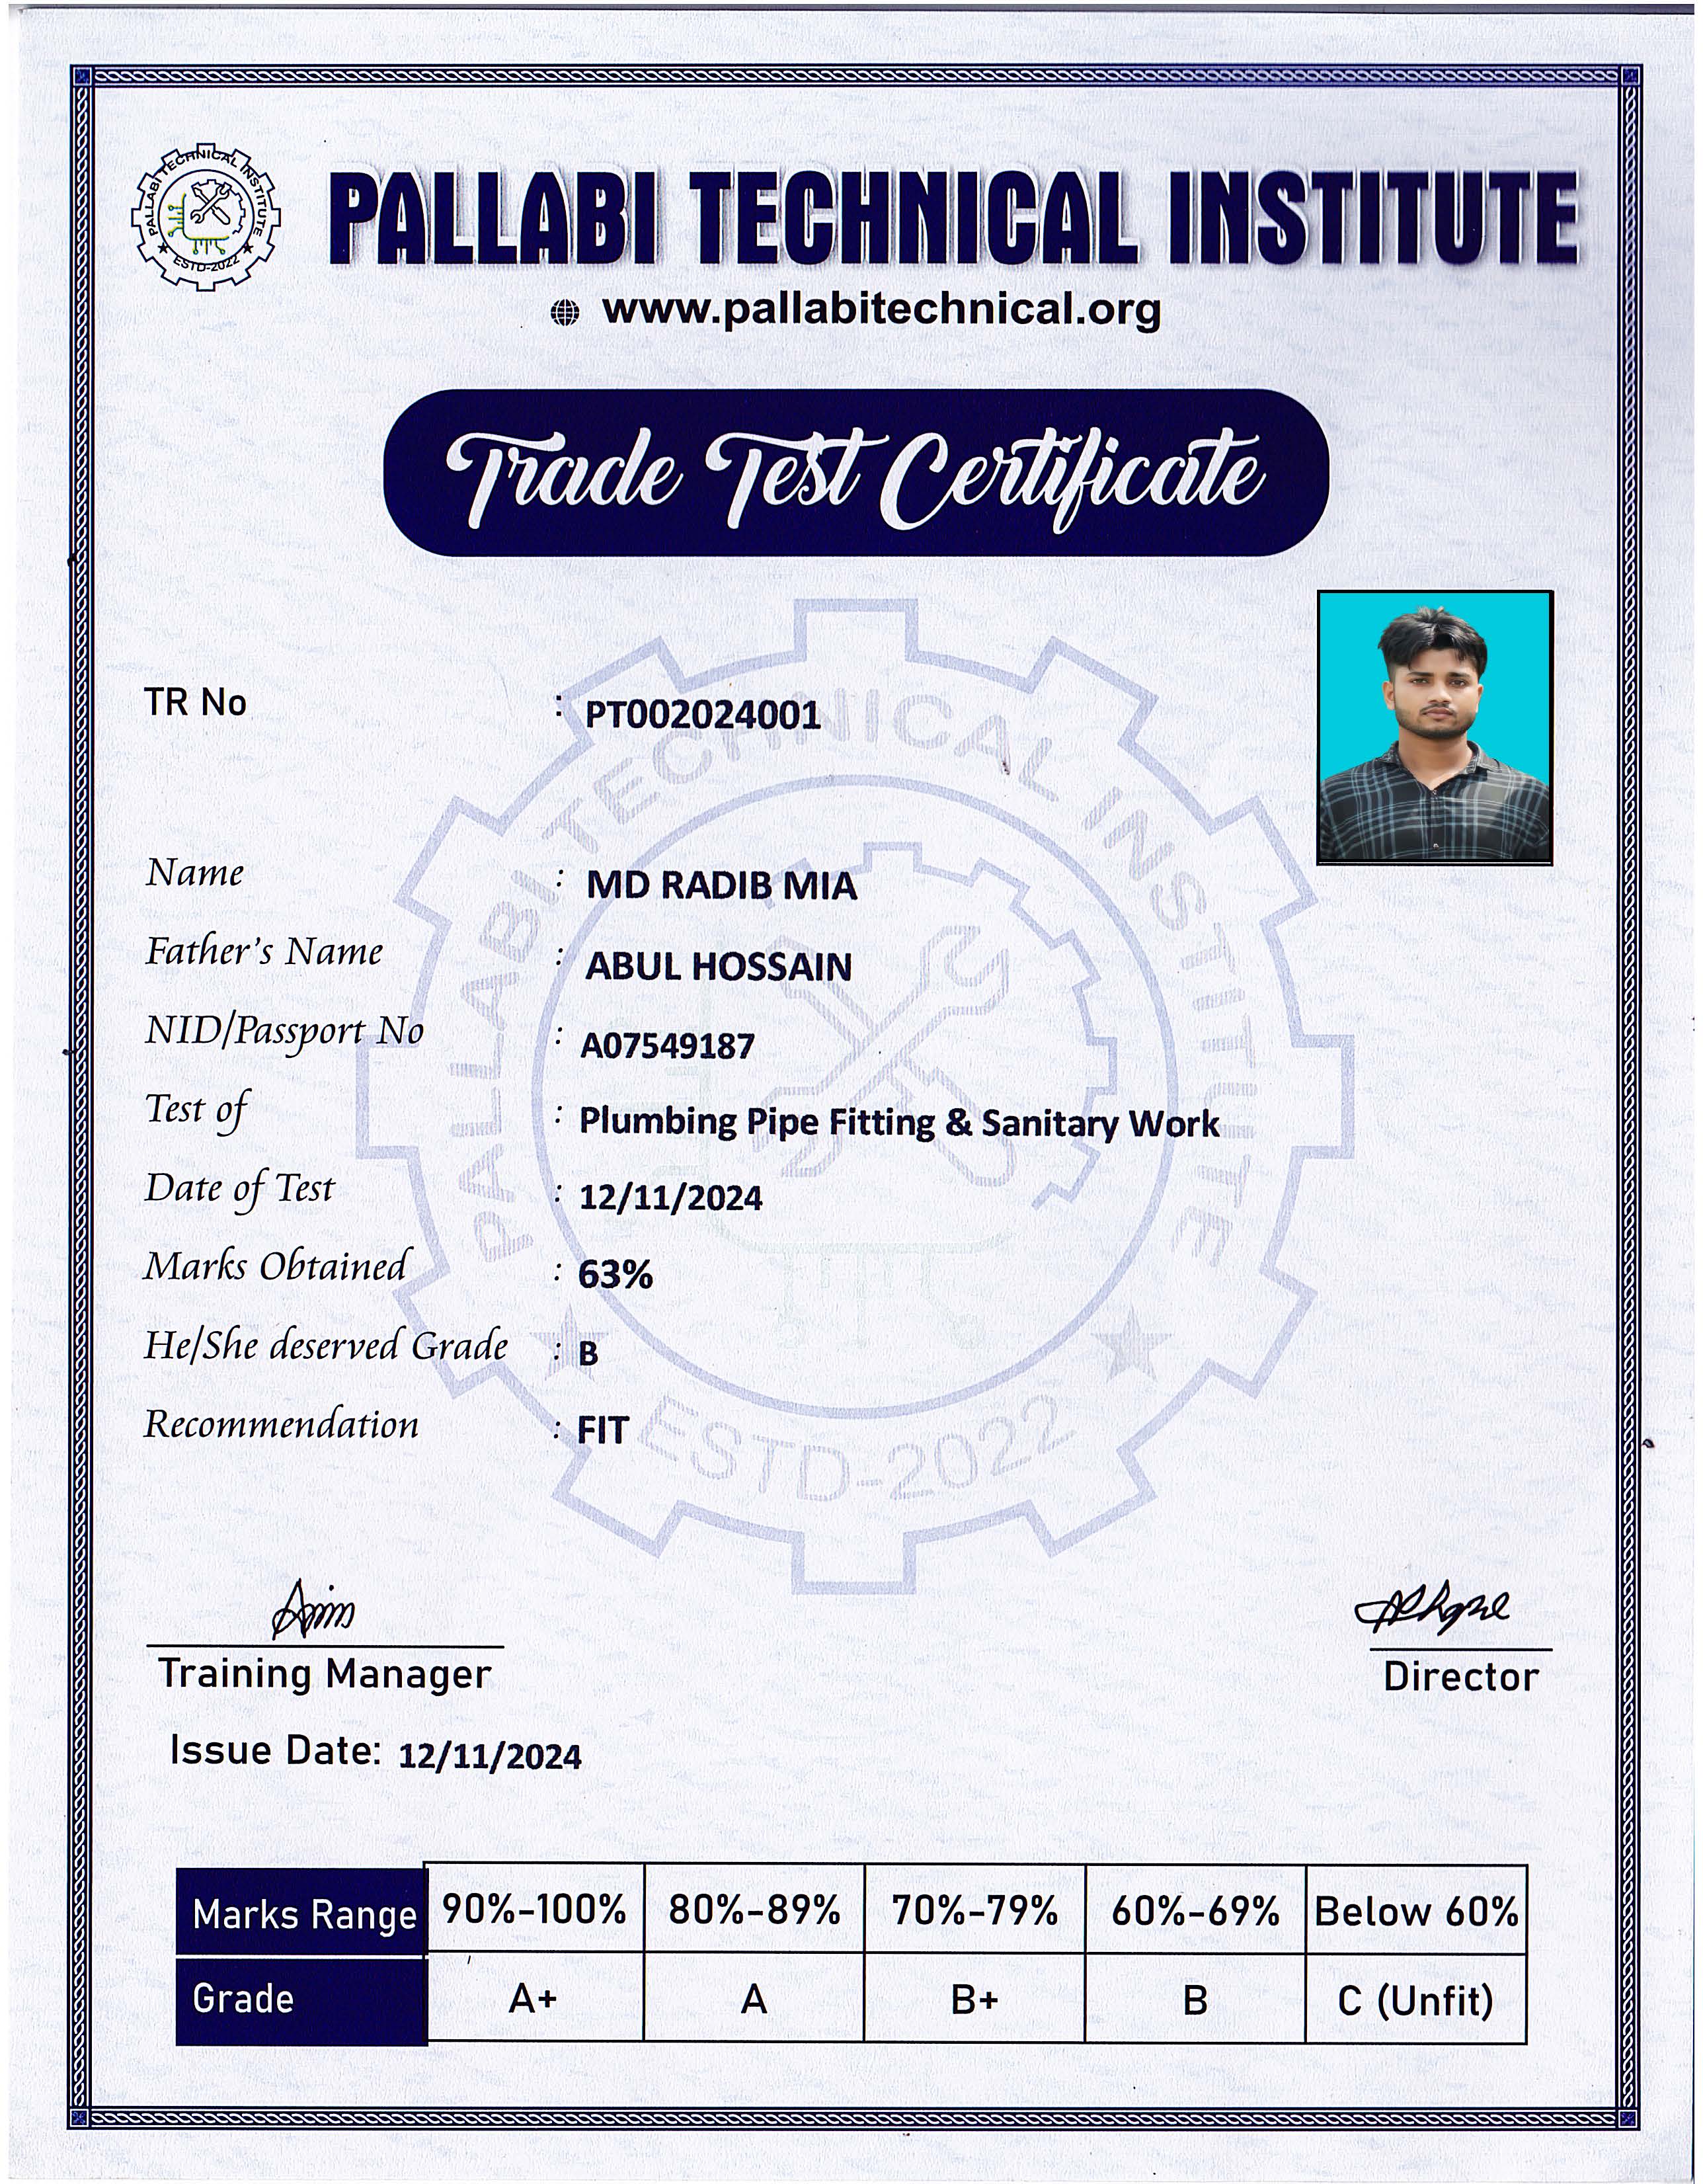 PALLABI TECHNICAL INSTITUTE
ESTD-2022
PALLABI TECHNICAL INSTITUTE
www.pallabitechnical.org
Trade Test Certificate
TR No : PT002024001
Name : MD RADIB MIA
Father's Name : ABUL HOSSAIN
NID/Passport No : A07549187
Test of : Plumbing Pipe Fitting & Sanitary Work
Date of Test : 12/11/2024
Marks Obtained : 63%
He/She deserved Grade : B
Recommendation : FIT
PALLABI TECHNICAL INSTITUTE
ESTD-2022
Training Manager Director
Issue Date: 12/11/2024
Marks Range 90%-100% 80%-89% 70%-79% 60%-69% Below 60%
Grade A+ A B+ B C (Unfit)